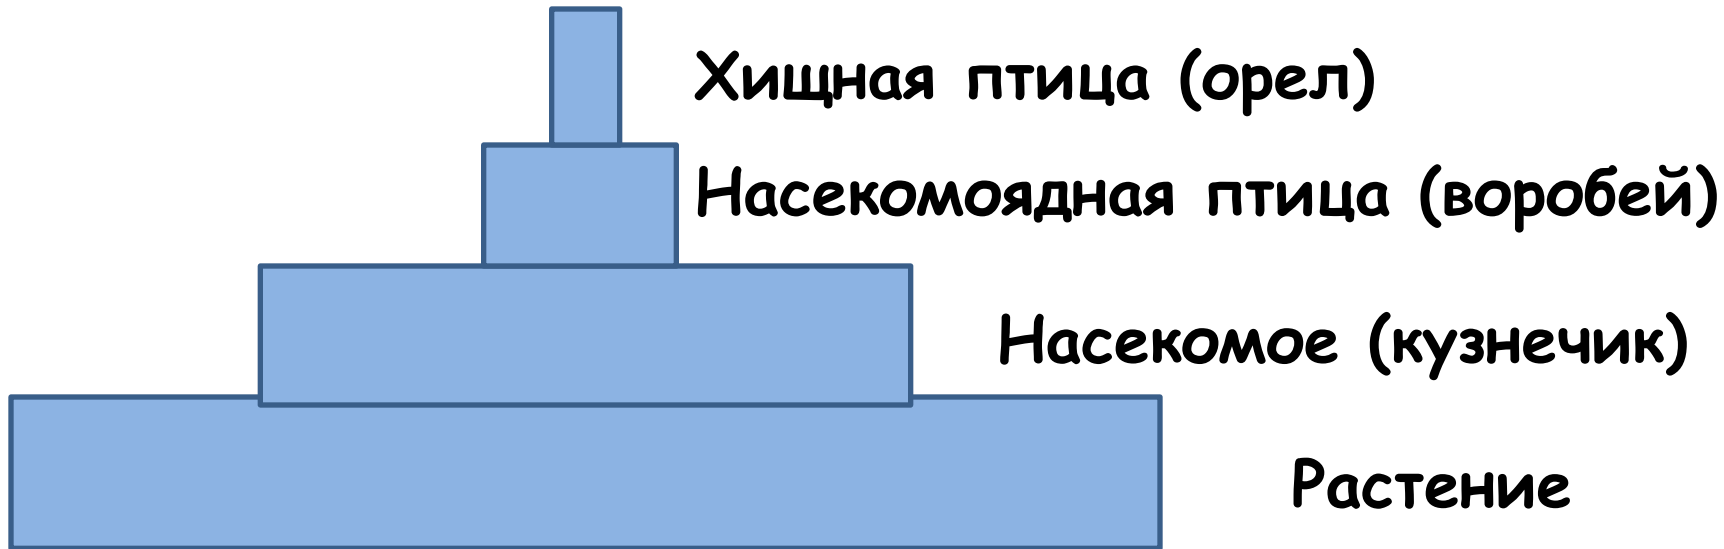 Хищная птица (орел)
Насекомоядная птица (воробей)
Насекомое (кузнечик)
Растение